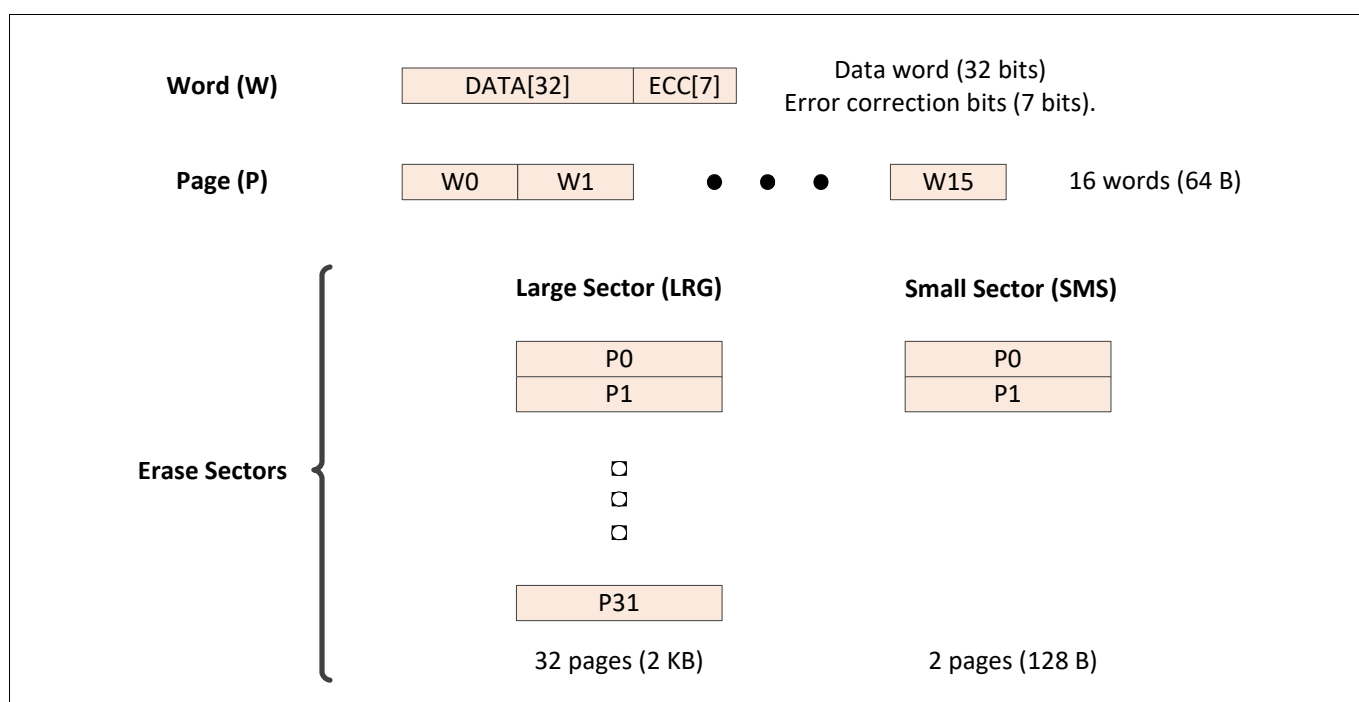 Word (W)
DATA[32]
ECC[7]
Data word (32 bits)
Error correction bits (7 bits).
Page (P)
W0
W1
W15
16 words (64 B)
Large Sector (LRG)
Small Sector (SMS)
P0
P0
P1
P1
Erase Sectors
P31
32 pages (2 KB)
2 pages (128 B)